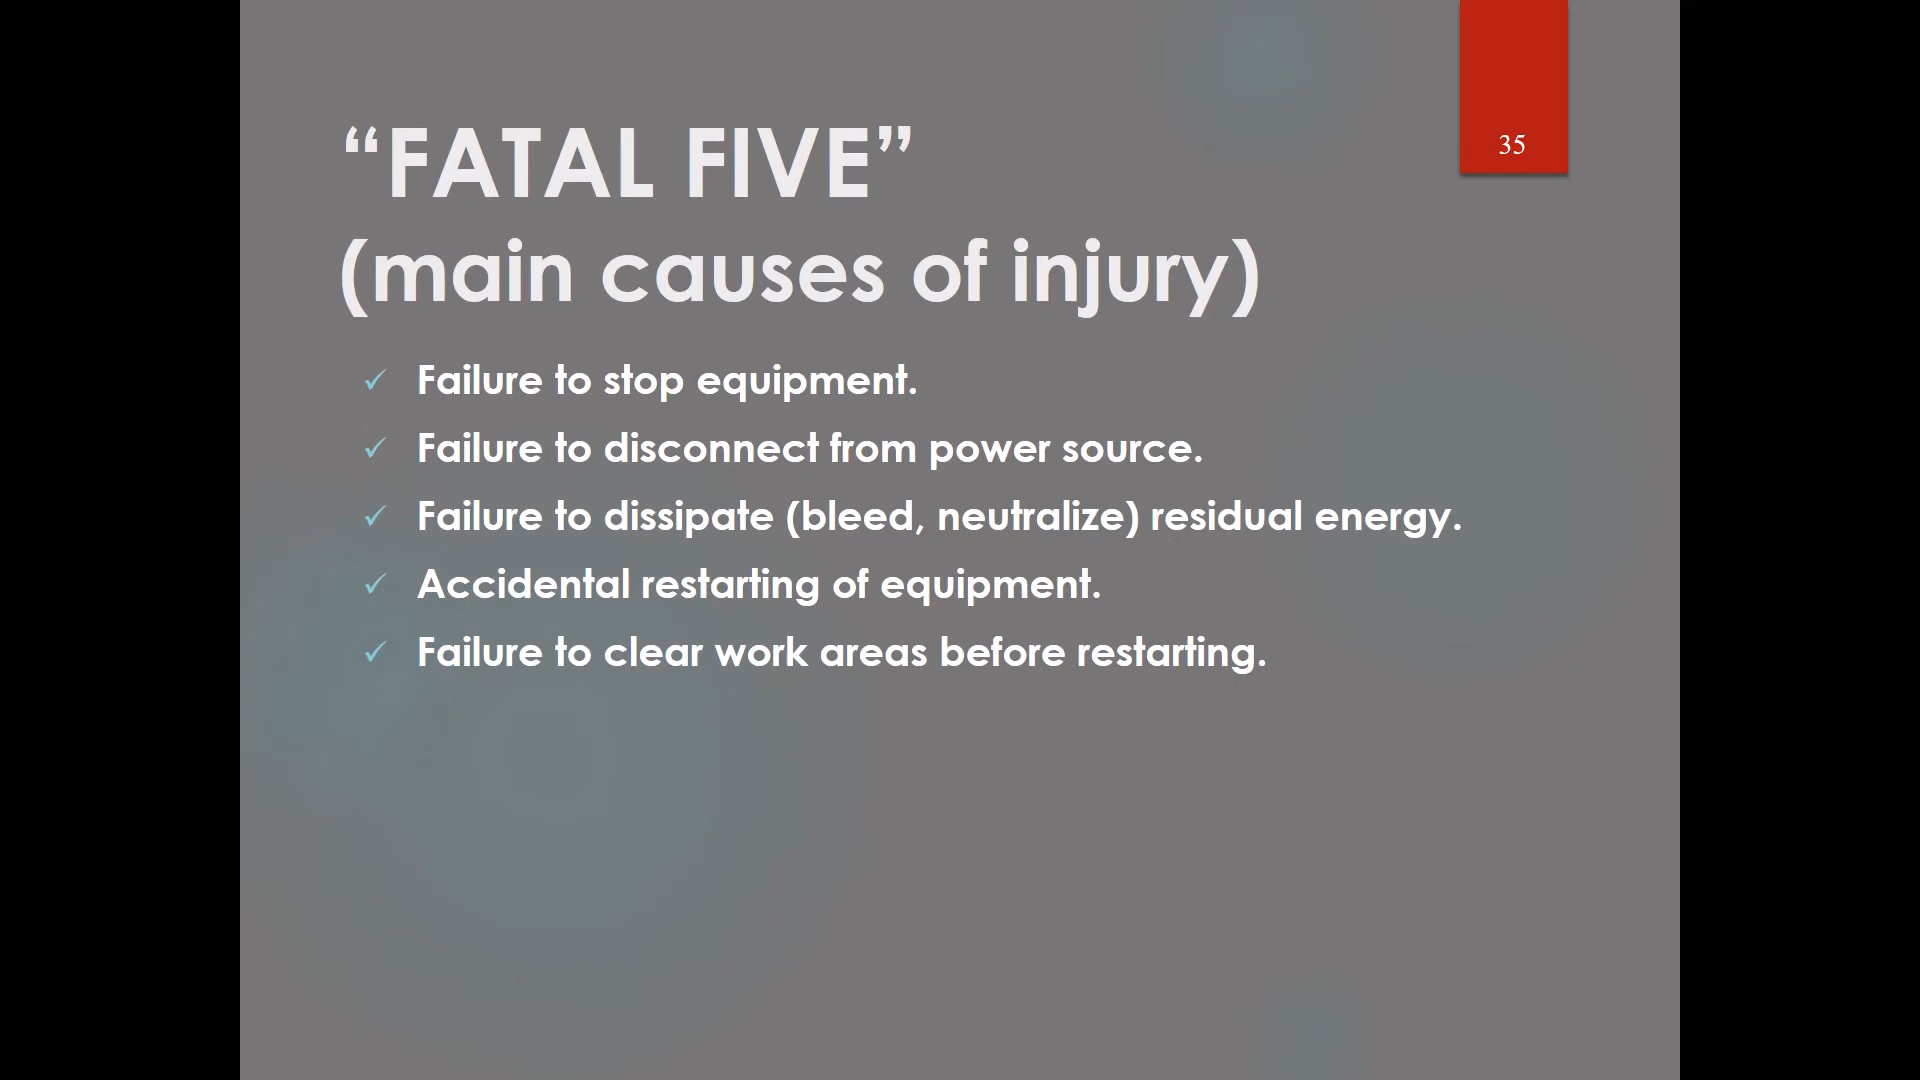 35
“FATAL FIVE”
(main causes of injury)
✓ Failure to stop equipment.
✓ Failure to disconnect from power source.
✓ Failure to dissipate (bleed, neutralize) residual energy.
✓ Accidental restarting of equipment.
✓ Failure to clear work areas before restarting.